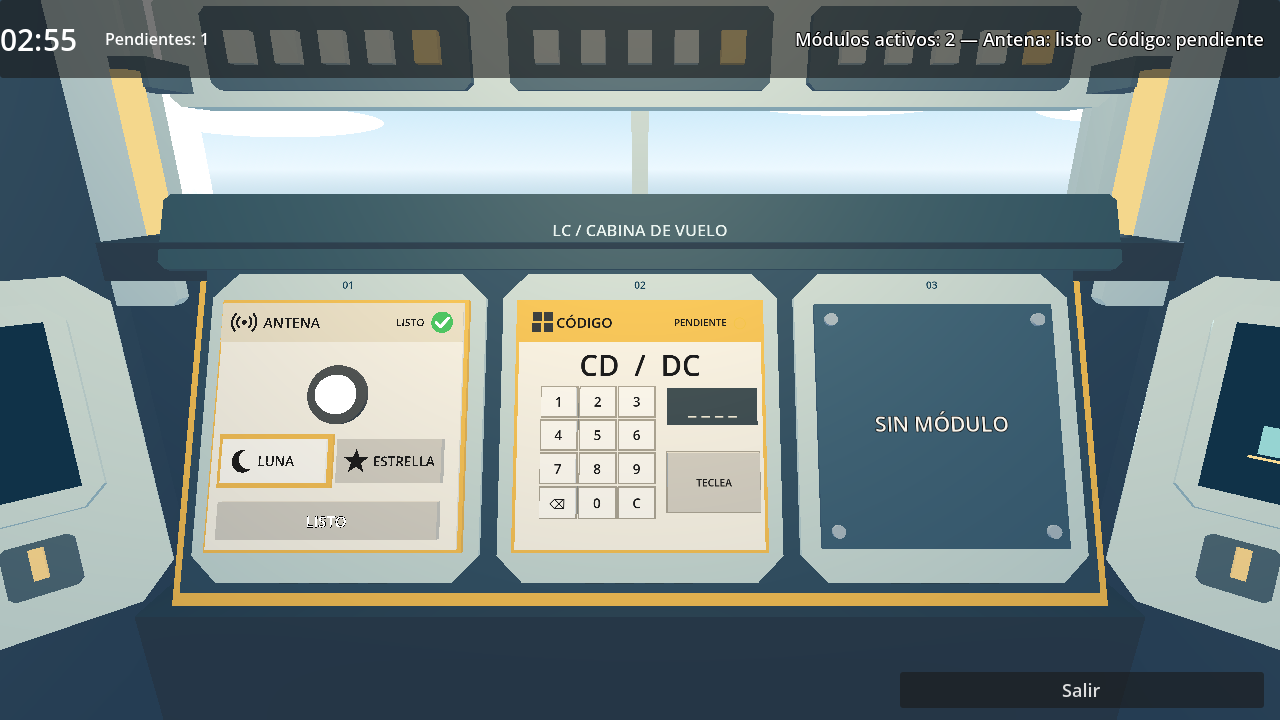 02:55
Pendientes: 1
Módulos activos: 2 — Antena: listo · Código: pendiente
LC / CABINA DE VUELO
01
ANTENA
LISTO
LUNA
ESTRELLA
LISTO
02
CÓDIGO
PENDIENTE
CD / DC
1 2 3
_ _ _ _
4 5 6
7 8 9
TECLEA
⌫ 0 C
03
SIN MÓDULO
Salir